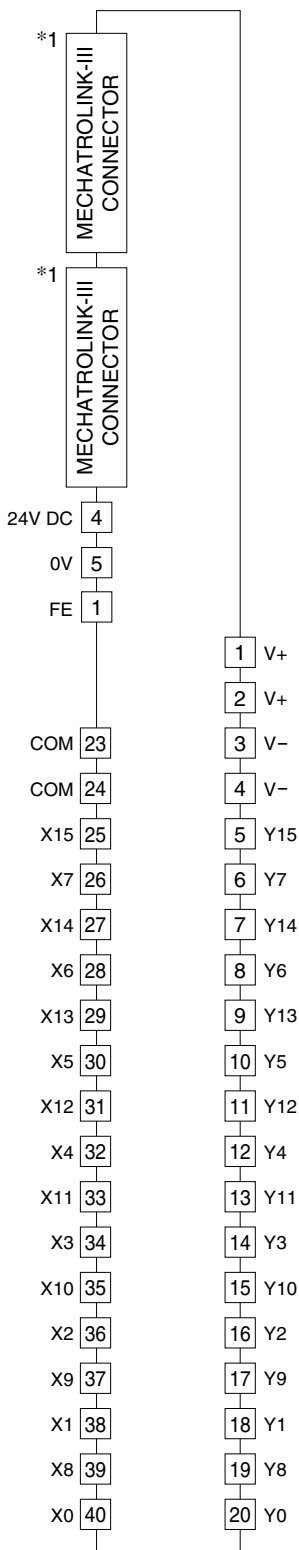 *1
MECHATROLINK-III
CONNECTOR
*1
MECHATROLINK-III
CONNECTOR
24V DC 4
0V 5
FE 1
1 V+
2 V+
COM 23 3 V−
COM 24 4 V−
X15 25 5 Y15
X7 26 6 Y7
X14 27 7 Y14
X6 28 8 Y6
X13 29 9 Y13
X5 30 10 Y5
X12 31 11 Y12
X4 32 12 Y4
X11 33 13 Y11
X3 34 14 Y3
X10 35 15 Y10
X2 36 16 Y2
X9 37 17 Y9
X1 38 18 Y1
X8 39 19 Y8
X0 40 20 Y0